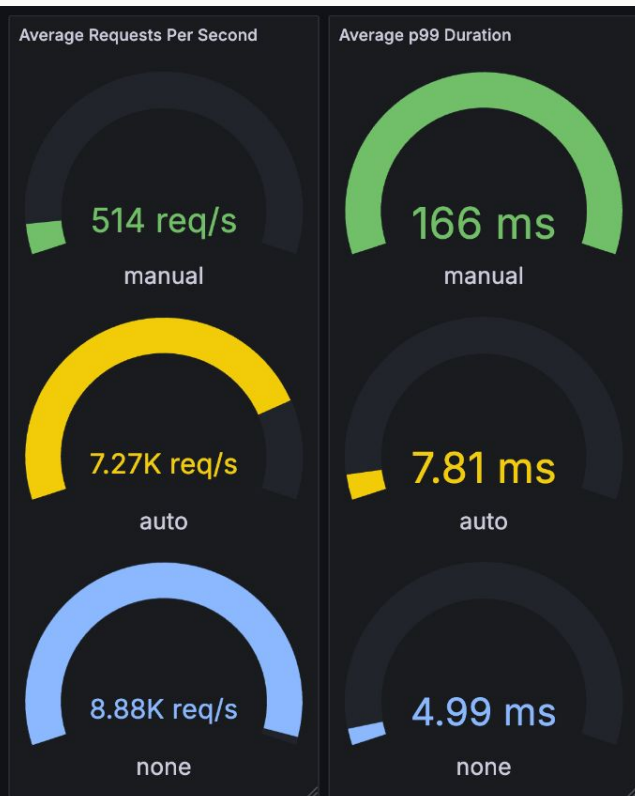 Average Requests Per Second
514 req/s
manual
7.27K req/s
auto
8.88K req/s
none
Average p99 Duration
166 ms
manual
7.81 ms
auto
4.99 ms
none